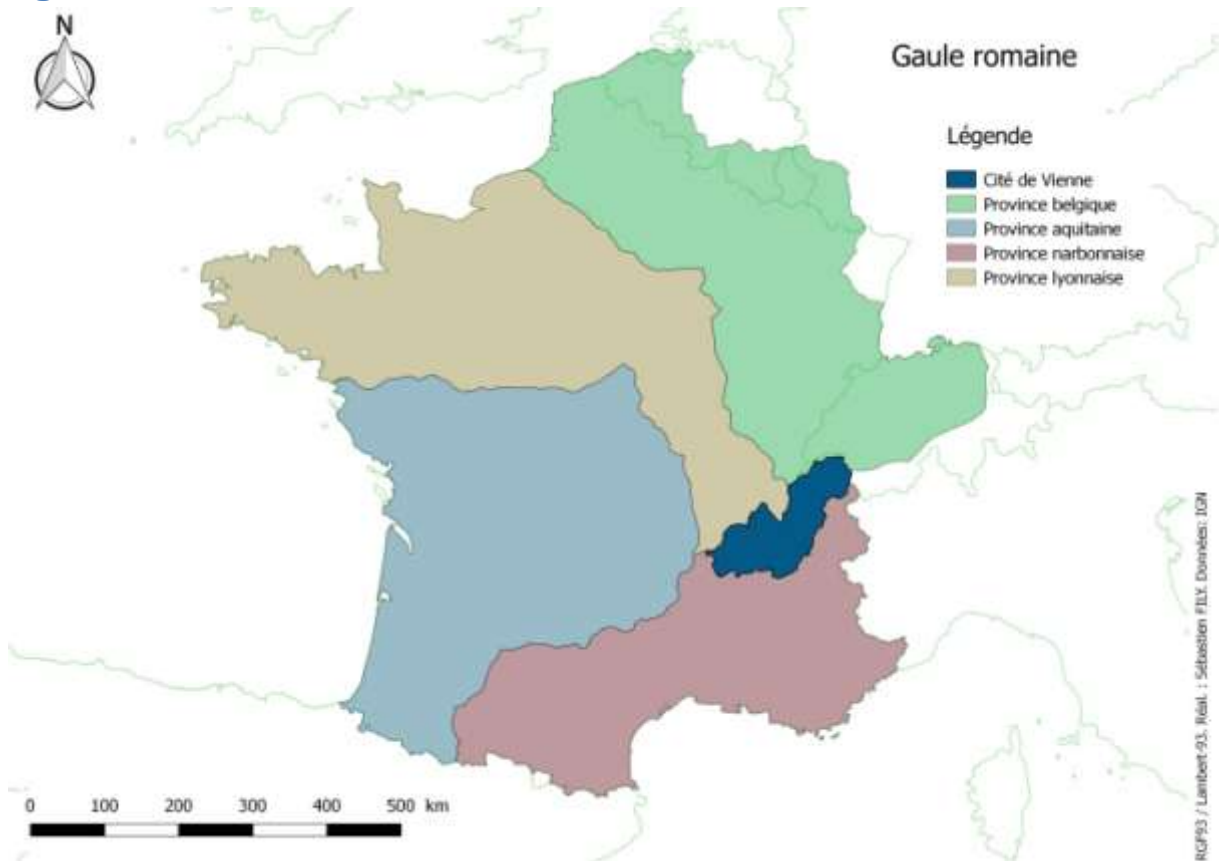 N
Gaule romaine
Légende
Cité de Vienne
Province belgique
Province aquitaine
Province narbonnaise
Province lyonnaise
0 100 200 300 400 500 km
RGF93 / Lambert-93. Réal. : Sébastien FILY. Données: IGN